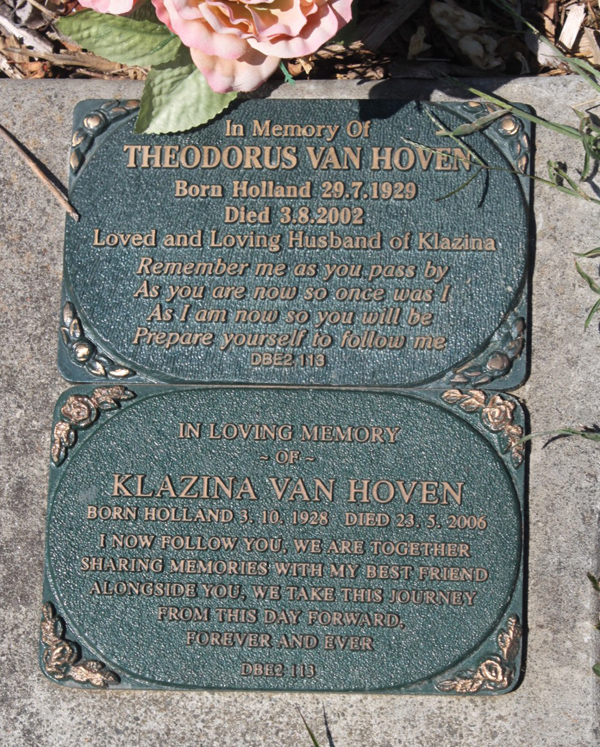 In Memory Of
THEODORUS VAN HOVEN
Born Holland 29.7.1929
Died 3.8.2002
Loved and Loving Husband of Klazina
Remember me as you pass by
As you are now so once was I
As I am now so you will be
Prepare yourself to follow me
DBE2 113
IN LOVING MEMORY
~ OF ~
KLAZINA VAN HOVEN
BORN HOLLAND 3. 10. 1928 DIED 23. 5. 2006
I NOW FOLLOW YOU, WE ARE TOGETHER
SHARING MEMORIES WITH MY BEST FRIEND
ALONGSIDE YOU, WE TAKE THIS JOURNEY
FROM THIS DAY FORWARD,
FOREVER AND EVER
DBE2 113